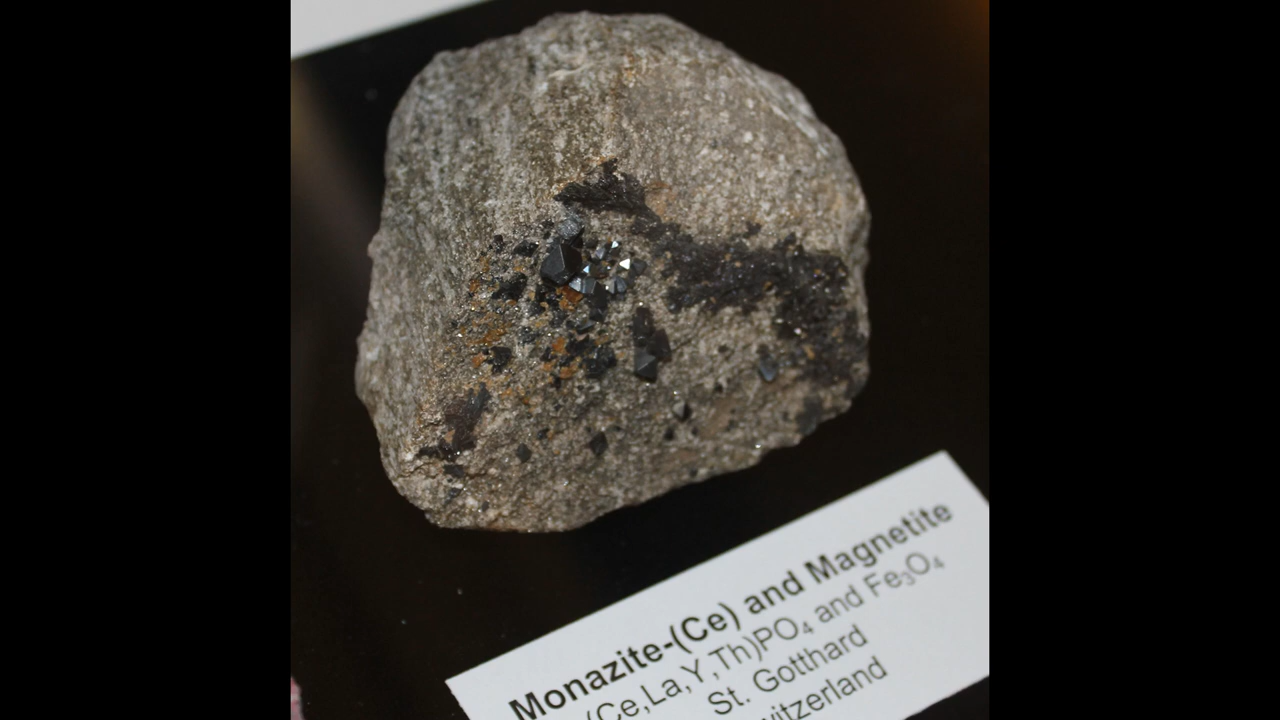 Monazite-(Ce) and Magnetite
(Ce,La,Y,Th)PO₄ and Fe₃O₄
St. Gotthard